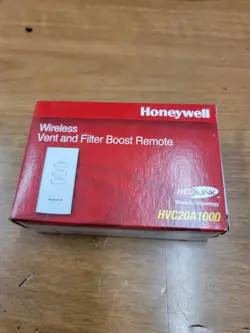 Honeywell
Wireless
Vent and Filter Boost Remote
REDLINK
Wireless Technology
HVC20A1000